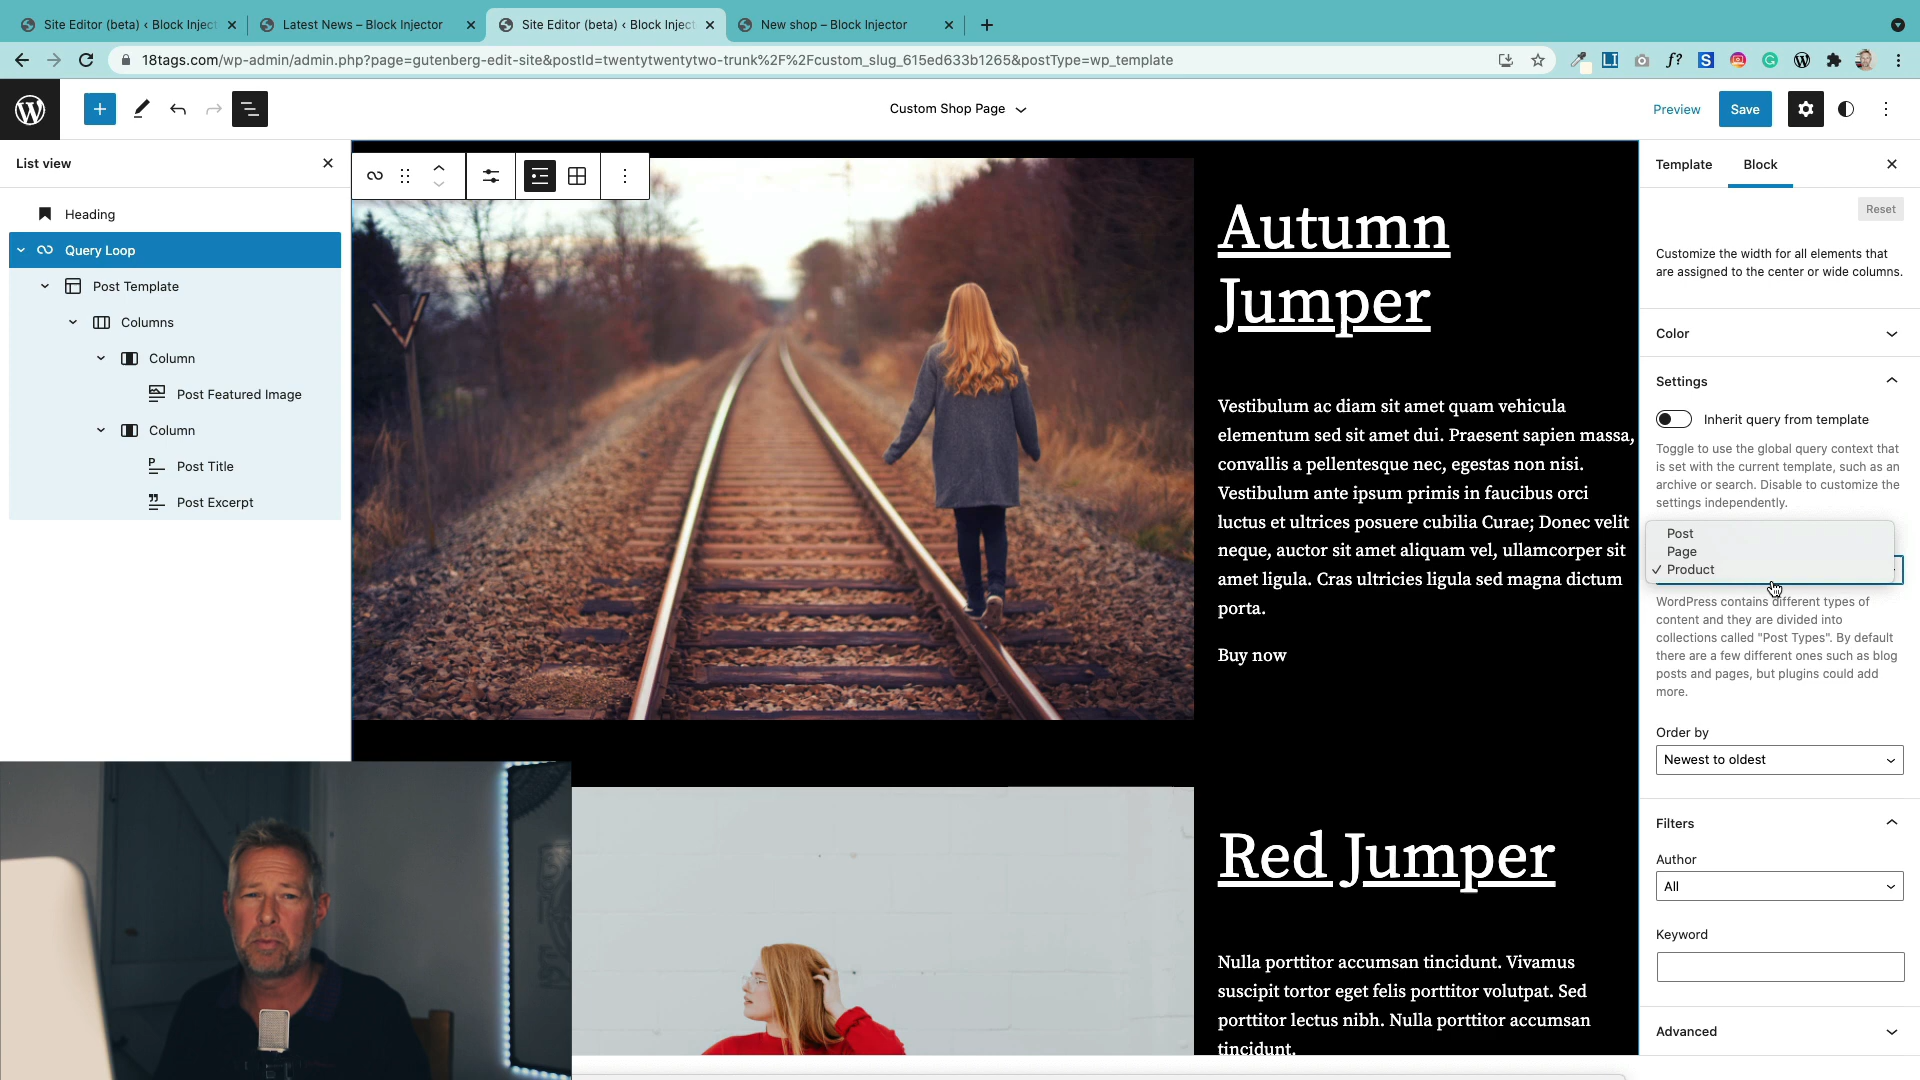 Site Editor (beta) ‹ Block Inject
Latest News – Block Injector
Site Editor (beta) ‹ Block Inject
New shop – Block Injector
18tags.com/wp-admin/admin.php?page=gutenberg-edit-site&postId=twentytwentytwo-trunk%2F%2Fcustom_slug_615ed633b1265&postType=wp_template
Custom Shop Page
Preview
Save
List view
Heading
Query Loop
Post Template
Columns
Column
Post Featured Image
Column
Post Title
Post Excerpt
Autumn
Jumper
Vestibulum ac diam sit amet quam vehicula
elementum sed sit amet dui. Praesent sapien massa,
convallis a pellentesque nec, egestas non nisi.
Vestibulum ante ipsum primis in faucibus orci
luctus et ultrices posuere cubilia Curae; Donec velit
neque, auctor sit amet aliquam vel, ullamcorper sit
amet ligula. Cras ultricies ligula sed magna dictum
porta.
Buy now
Red Jumper
Nulla porttitor accumsan tincidunt. Vivamus
suscipit tortor eget felis porttitor volutpat. Sed
porttitor lectus nibh. Nulla porttitor accumsan
tincidunt.
Template
Block
Reset
Customize the width for all elements that
are assigned to the center or wide columns.
Color
Settings
Inherit query from template
Toggle to use the global query context that
is set with the current template, such as an
archive or search. Disable to customize the
settings independently.
Post
Page
✓ Product
WordPress contains different types of
content and they are divided into
collections called "Post Types". By default
there are a few different ones such as blog
posts and pages, but plugins could add
more.
Order by
Newest to oldest
Filters
Author
All
Keyword
Advanced